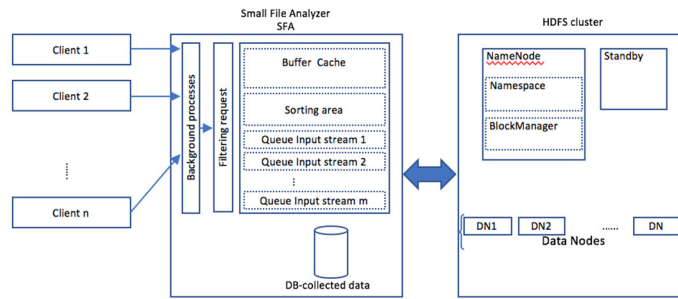 Small File Analyzer
SFA
HDFS cluster
Client 1
Client 2
Client n
Background processes
Filtering request
Buffer Cache
Sorting area
Queue Input stream 1
Queue Input stream 2
Queue Input stream m
DB-collected data
NameNode
Namespace
BlockManager
Standby
DN1
DN2
......
DN
Data Nodes